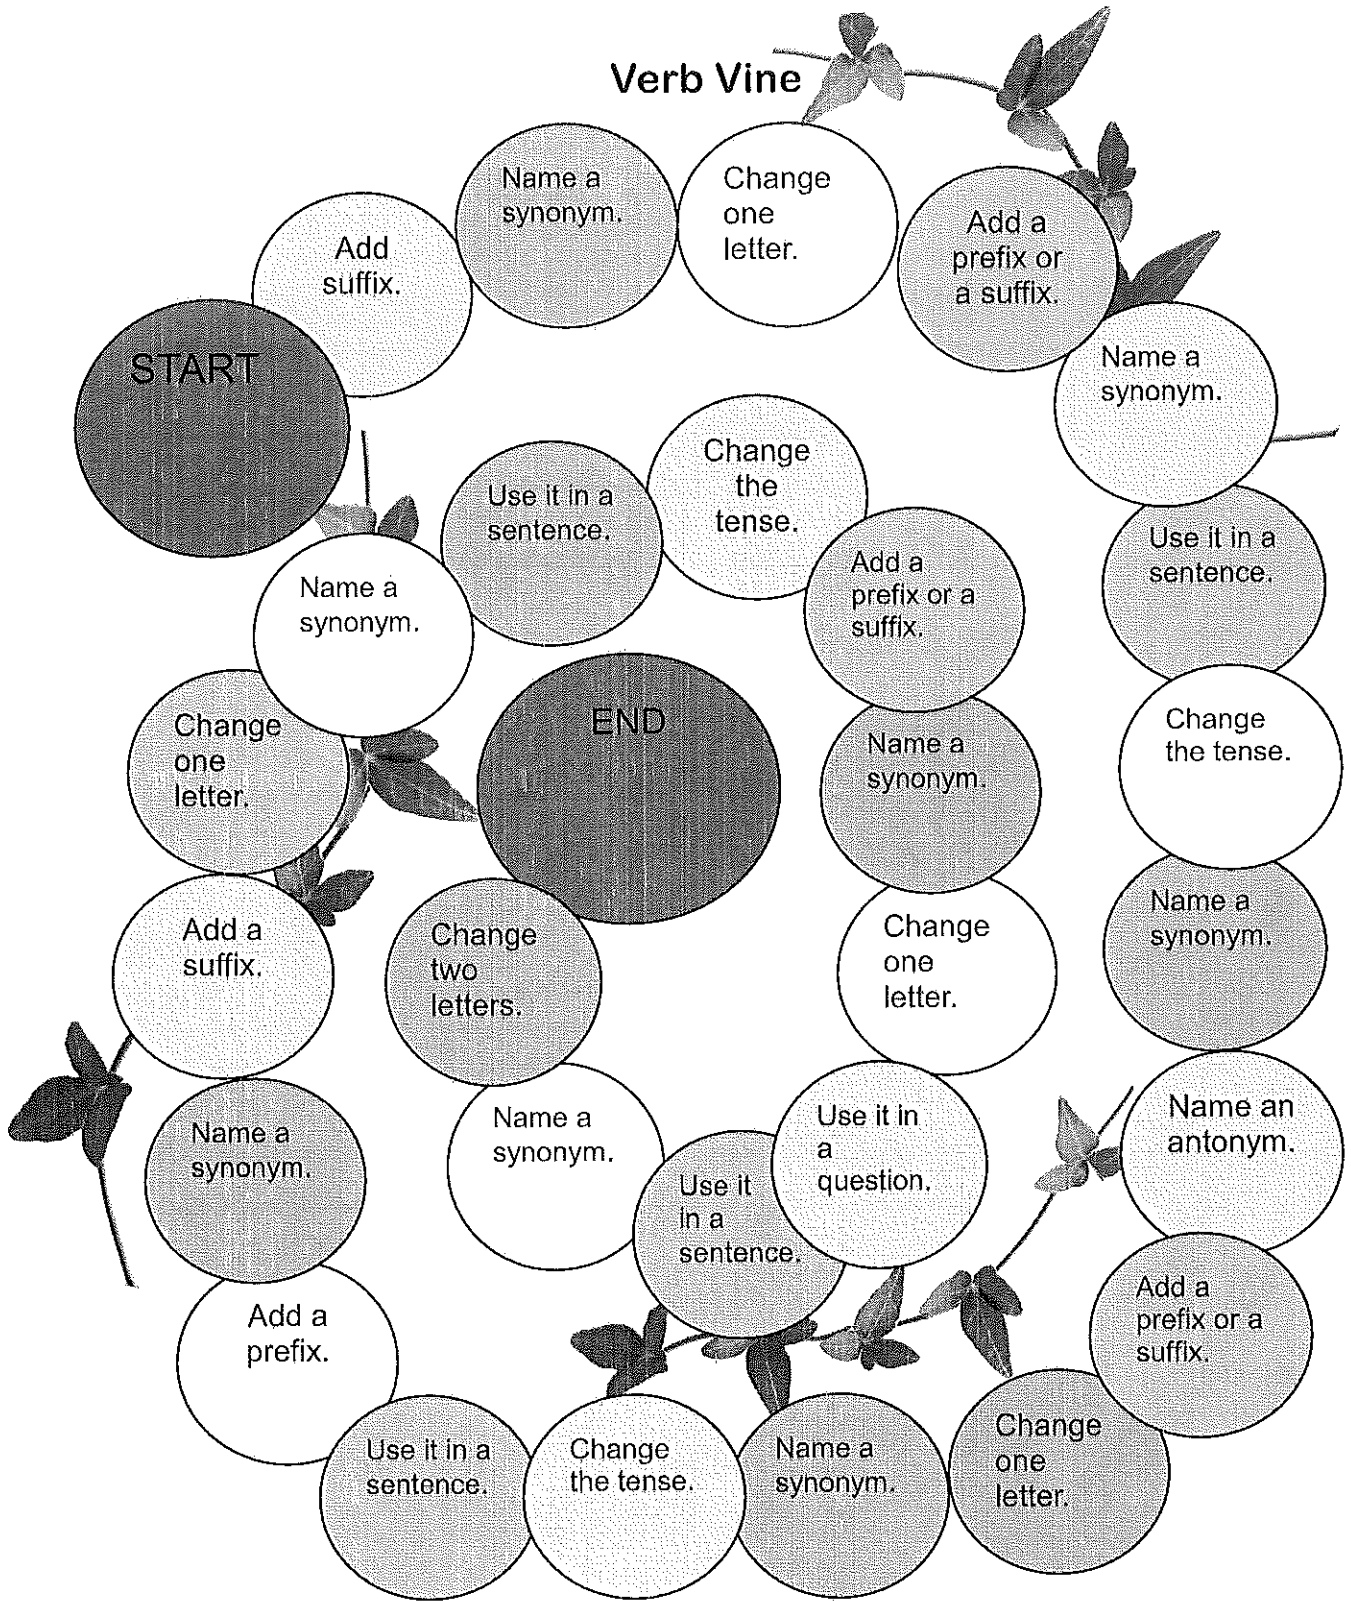 Verb Vine
START
Add
suffix.
Name a
synonym.
Change
one
letter.
Add a
prefix or
a suffix.
Name a
synonym.
Use it in a
sentence.
Change
the tense.
Name a
synonym.
Name an
antonym.
Add a
prefix or a
suffix.
Change
one
letter.
Name a
synonym.
Change
the tense.
Use it in a
sentence.
Add a
prefix.
Name a
synonym.
Add a
suffix.
Change
one
letter.
Name a
synonym.
Use it in a
sentence.
Change
the
tense.
Add a
prefix or a
suffix.
Name a
synonym.
Change
one
letter.
Use it in
a
question.
Use it
in a
sentence.
Name a
synonym.
Change
two
letters.
END